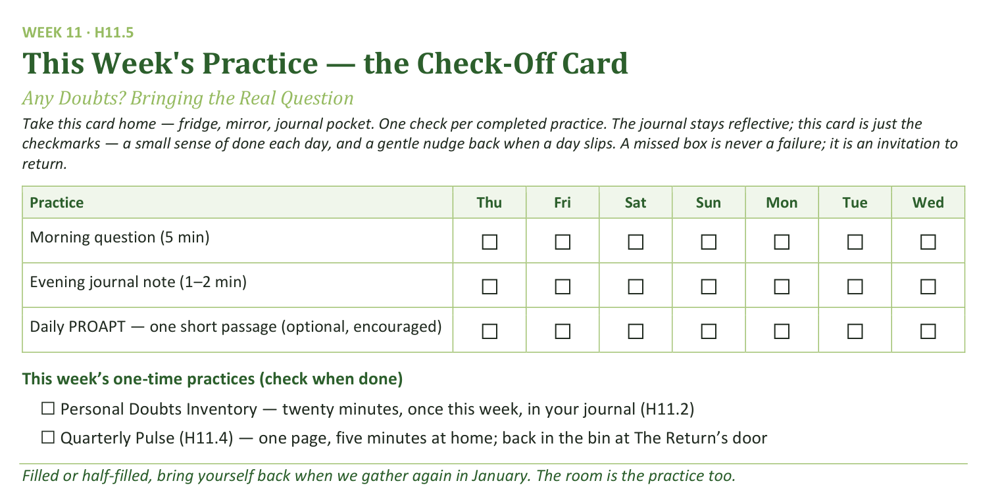 WEEK 11 · H11.5
This Week's Practice — the Check-Off Card
Any Doubts? Bringing the Real Question
Take this card home — fridge, mirror, journal pocket. One check per completed practice. The journal stays reflective; this card is just the
checkmarks — a small sense of done each day, and a gentle nudge back when a day slips. A missed box is never a failure; it is an invitation to
return.
Practice Thu Fri Sat Sun Mon Tue Wed
Morning question (5 min) ☐ ☐ ☐ ☐ ☐ ☐ ☐
Evening journal note (1–2 min) ☐ ☐ ☐ ☐ ☐ ☐ ☐
Daily PROAPT — one short passage (optional, encouraged) ☐ ☐ ☐ ☐ ☐ ☐ ☐
This week’s one-time practices (check when done)
☐ Personal Doubts Inventory — twenty minutes, once this week, in your journal (H11.2)
☐ Quarterly Pulse (H11.4) — one page, five minutes at home; back in the bin at The Return’s door
Filled or half-filled, bring yourself back when we gather again in January. The room is the practice too.